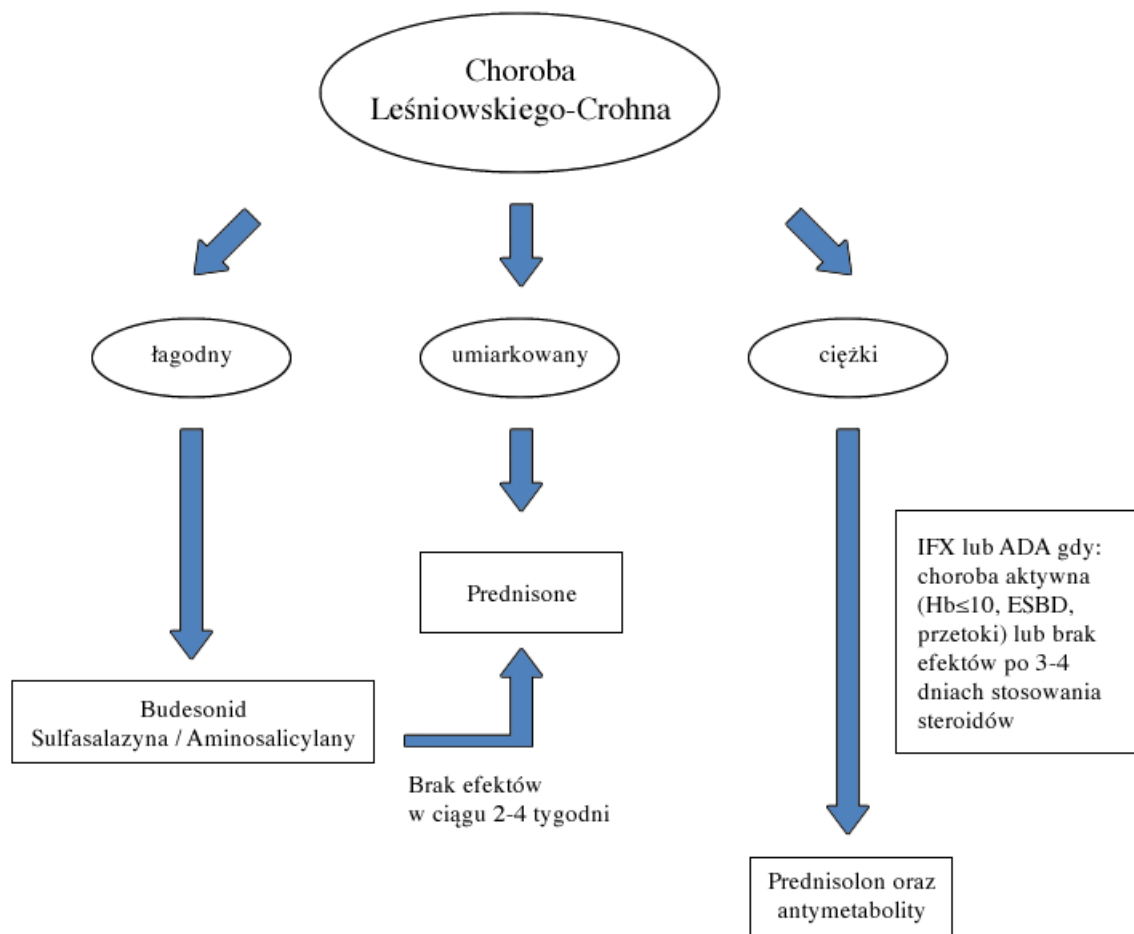 Choroba
Leśniowskiego-Crohna
łagodny
umiarkowany
ciężki
Prednisone
IFX lub ADA gdy:
choroba aktywna
(Hb≤10, ESBD,
przetoki) lub brak
efektów po 3-4
dniach stosowania
steroidów
Budesonid
Sulfasalazyna / Aminosalicylany
Brak efektów
w ciągu 2-4 tygodni
Prednisolon oraz
antymetabolity